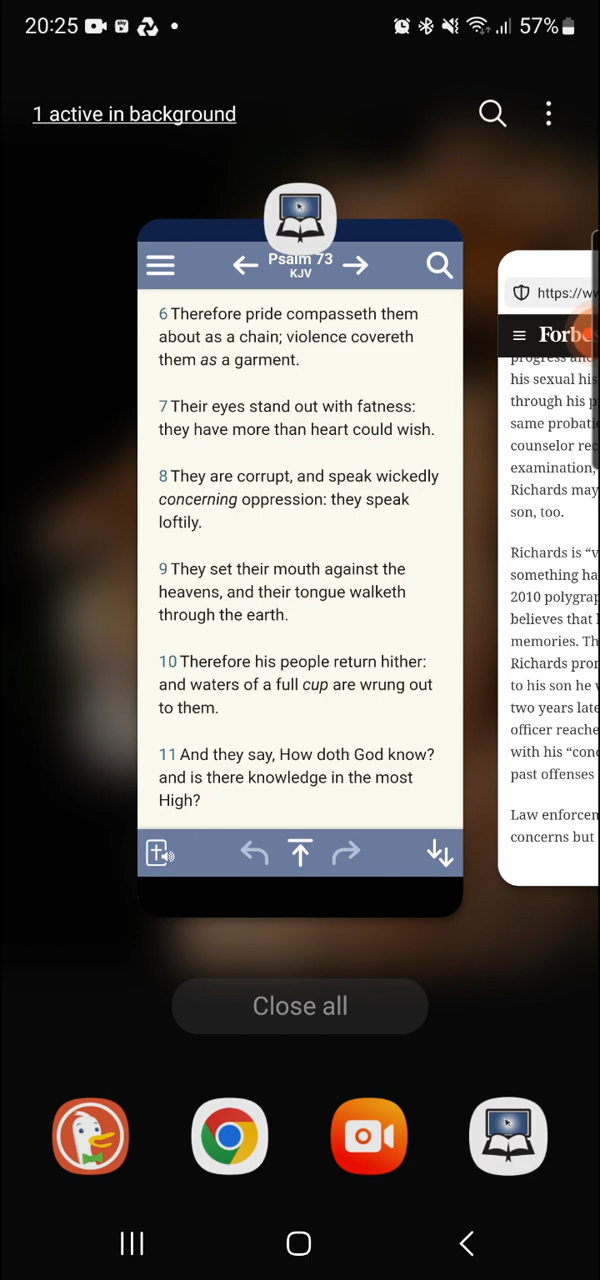 20:25
57%
1 active in background
Psalm 73
KJV
6 Therefore pride compasseth them
about as a chain; violence covereth
them as a garment.
7 Their eyes stand out with fatness:
they have more than heart could wish.
8 They are corrupt, and speak wickedly
concerning oppression: they speak
loftily.
9 They set their mouth against the
heavens, and their tongue walketh
through the earth.
10 Therefore his people return hither:
and waters of a full cup are wrung out
to them.
11 And they say, How doth God know?
and is there knowledge in the most
High?
https://w
Forb
progress and
his sexual his
through his p
same probati
counselor rec
examination,
Richards may
son, too.
Richards is “v
something ha
2010 polygrap
believes that
memories. Th
Richards pror
to his son he
two years late
officer reache
with his “con
past offenses
Law enforcem
concerns but
Close all